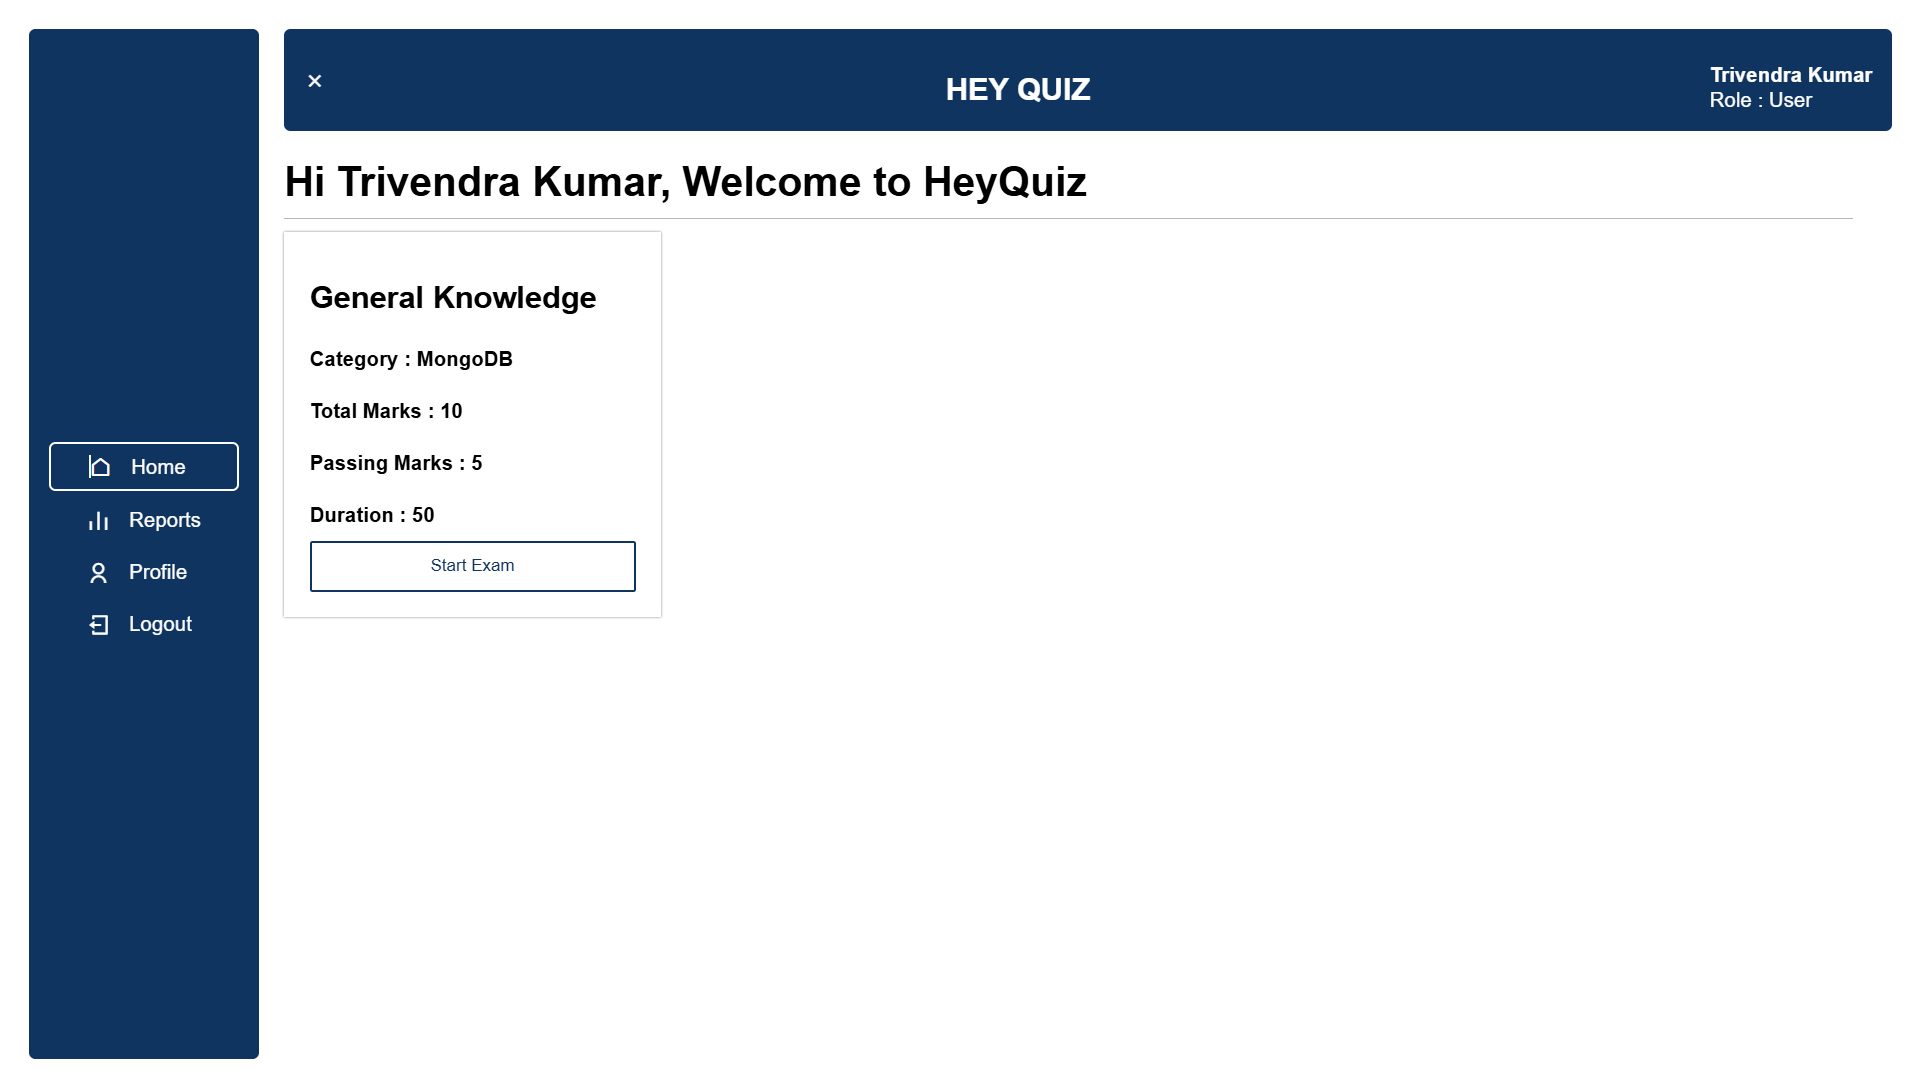 Home
Reports
Profile
Logout
HEY QUIZ
Trivendra Kumar
Role : User
Hi Trivendra Kumar, Welcome to HeyQuiz
General Knowledge
Category : MongoDB
Total Marks : 10
Passing Marks : 5
Duration : 50
Start Exam